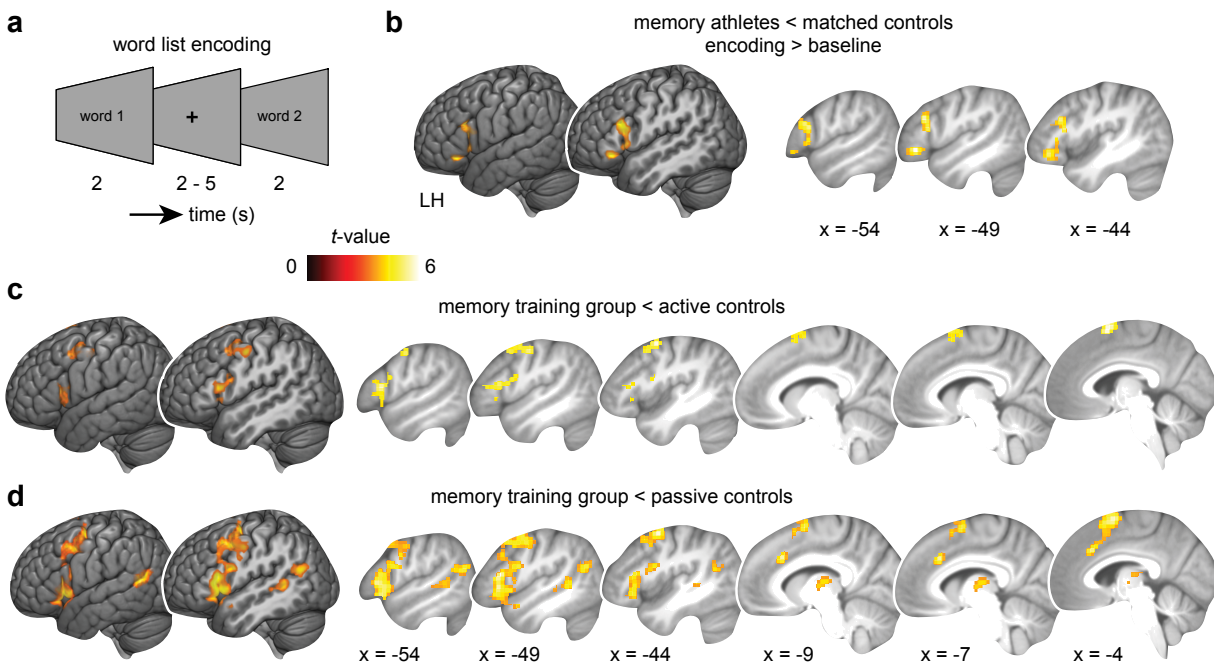 a
word list encoding
word 1
+
word 2
2
2 - 5
2
time (s)
b
memory athletes < matched controls
encoding > baseline
LH
x = -54
x = -49
x = -44
t-value
0
6
c
memory training group < active controls
d
memory training group < passive controls
x = -54
x = -49
x = -44
x = -9
x = -7
x = -4